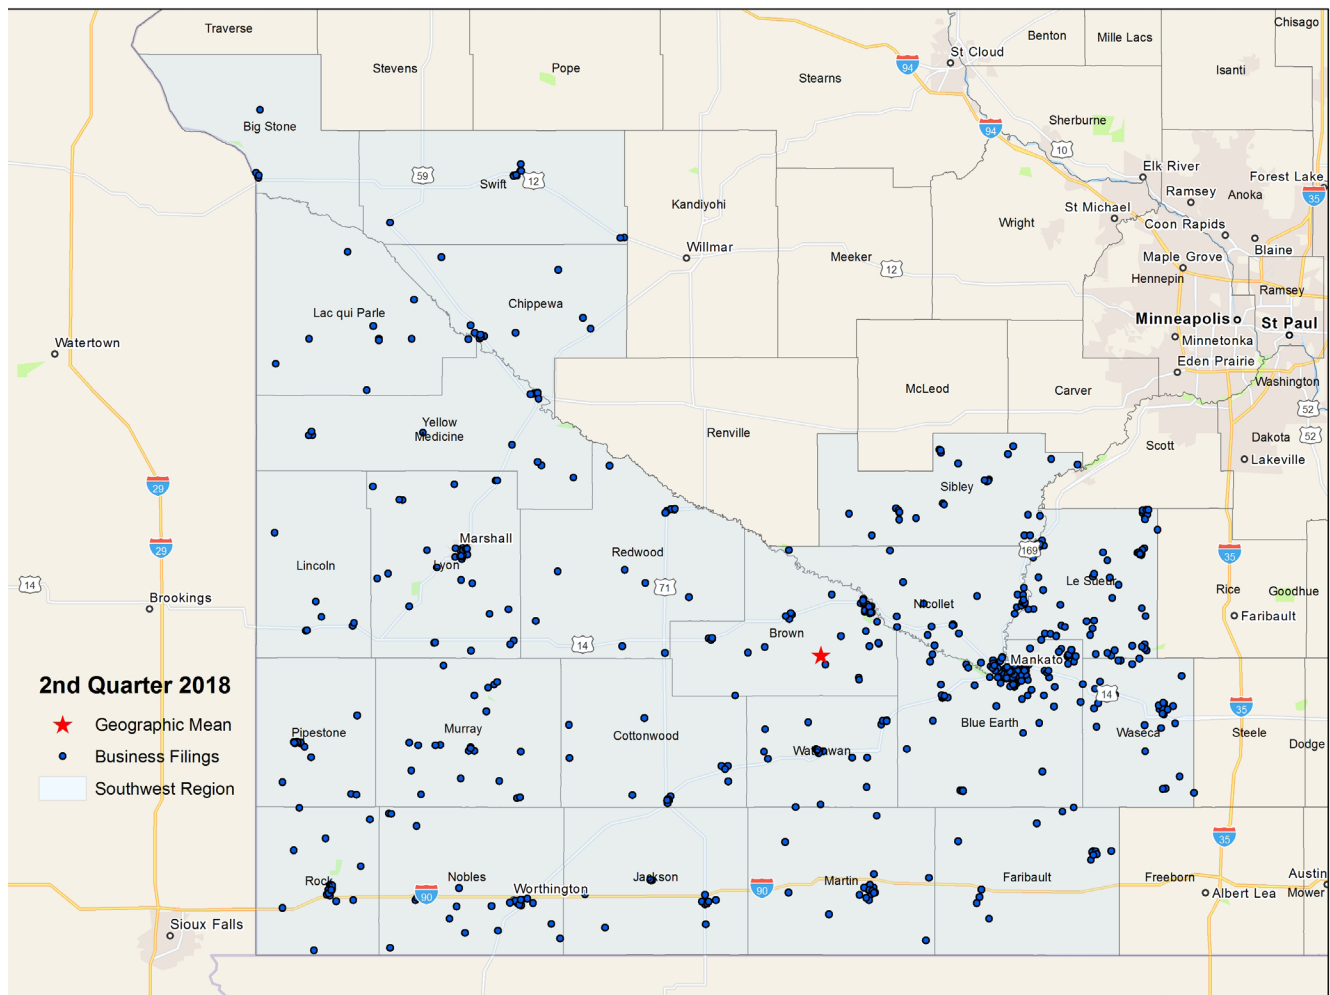 Traverse
Stevens
Pope
Stearns
St Cloud
Benton
Mille Lacs
Chisago
Isanti
94
Sherburne
94
10
Big Stone
59
Swift
12
Kandiyohi
Willmar
Meeker
12
Wright
St Michael
Elk River
Ramsey
Anoka
Forest Lake
35
Coon Rapids
Blaine
Maple Grove
Hennepin
Ramsey
Minneapolis
St Paul
Minnetonka
Eden Prairie
Washington
52
Lac qui Parle
Chippewa
Watertown
McLeod
Carver
Yellow
Medicine
Renville
Scott
Dakota
52
Lakeville
29
Sibley
29
Marshall
Lyon
Lincoln
Redwood
71
169
Le Sueur
35
Rice
Goodhue
14
Brookings
Nicollet
Faribault
Brown
14
Mankato
14
2nd Quarter 2018
Geographic Mean
Business Filings
Southwest Region
Pipestone
Murray
Cottonwood
Watonwan
Blue Earth
Waseca
35
Steele
Dodge
35
Rock
90
Nobles
Worthington
Jackson
90
Martin
Faribault
Freeborn
Austin
Mower
Albert Lea
Sioux Falls